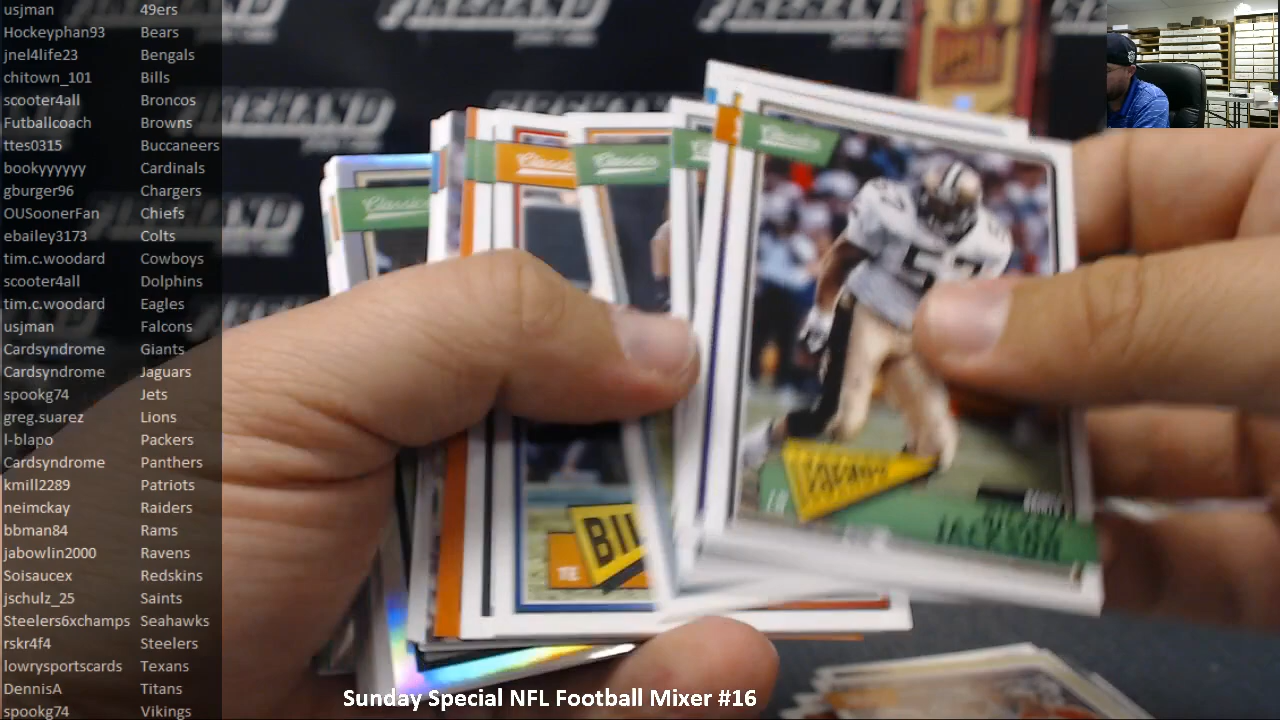 usjman 49ers
Hockeyphan93 Bears
jnel4life23 Bengals
chitown_101 Bills
scooter4all Broncos
Futballcoach Browns
ttes0315 Buccaneers
bookyyyyyy Cardinals
gburger96 Chargers
OUSoonerFan Chiefs
ebailey3173 Colts
tim.c.woodard Cowboys
scooter4all Dolphins
tim.c.woodard Eagles
usjman Falcons
Cardsyndrome Giants
Cardsyndrome Jaguars
spookg74 Jets
greg.suarez Lions
l-blapo Packers
Cardsyndrome Panthers
kmill2289 Patriots
neimckay Raiders
bbman84 Rams
jabowlin2000 Ravens
Soisaucex Redskins
jschulz_25 Saints
Steelers6xchamps Seahawks
rskr4f4 Steelers
lowrysportscards Texans
DennisA Titans
spookg74 Vikings
Classics
Classics
Classics
Classics
57
BIL
TE
JACKSON
Sunday Special NFL Football Mixer #16